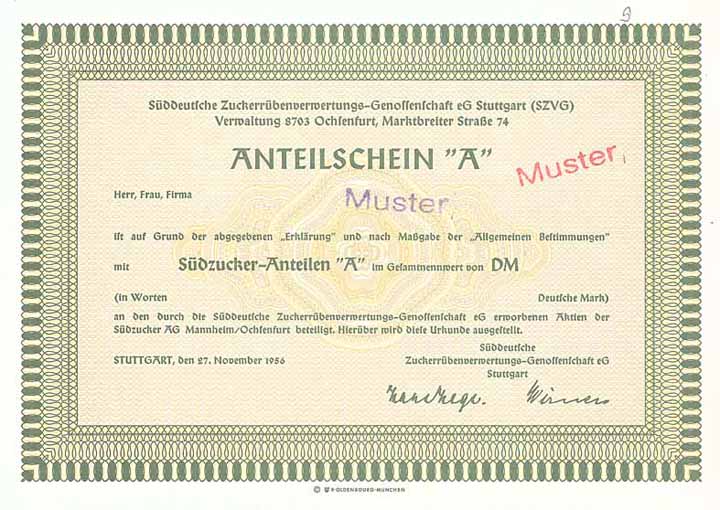 Süddeutsche Zuckerrübenverwertungs-Genossenschaft eG Stuttgart (SZVG)
Verwaltung 8703 Ochsenfurt, Marktbreiter Straße 74
ANTEILSCHEIN "A"
Muster
Herr, Frau, Firma
Muster
ist auf Grund der abgegebenen „Erklärung" und nach Maßgabe der „Allgemeinen Bestimmungen"
mit Südzucker-Anteilen "A" im Gesamtnennwert von DM
(in Worten Deutsche Mark)
an den durch die Süddeutsche Zuckerrübenverwertungs-Genossenschaft eG erworbenen Aktien der
Südzucker AG Mannheim/Ochsenfurt beteiligt. Hierüber wird diese Urkunde ausgestellt.
STUTTGART, den 27. November 1956
Süddeutsche
Zuckerrübenverwertungs-Genossenschaft eG
Stuttgart
© R·OLDENBOURG·MÜNCHEN